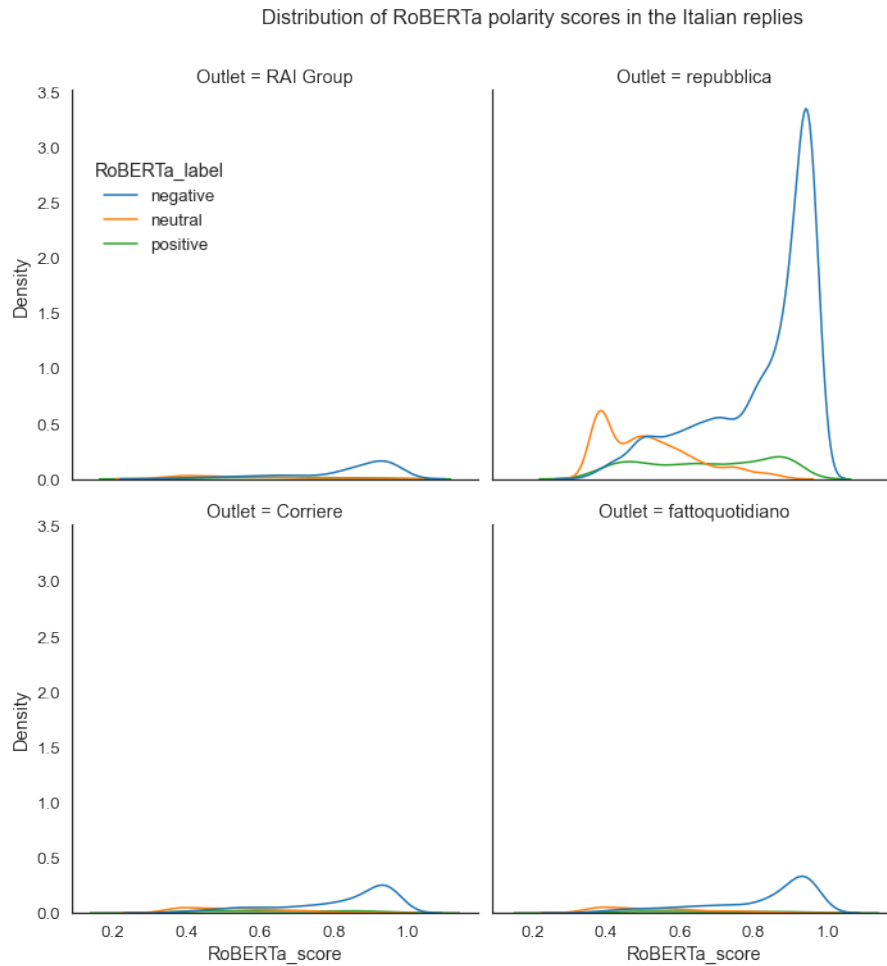 Distribution of RoBERTa polarity scores in the Italian replies
Outlet = RAI Group
Outlet = repubblica
3.5
3.0
2.5
2.0
1.5
1.0
0.5
0.0
Density
RoBERTa_label
negative
neutral
positive
Outlet = Corriere
Outlet = fattoquotidiano
3.5
3.0
2.5
2.0
1.5
1.0
0.5
0.0
Density
0.2 0.4 0.6 0.8 1.0
RoBERTa_score
0.2 0.4 0.6 0.8 1.0
RoBERTa_score